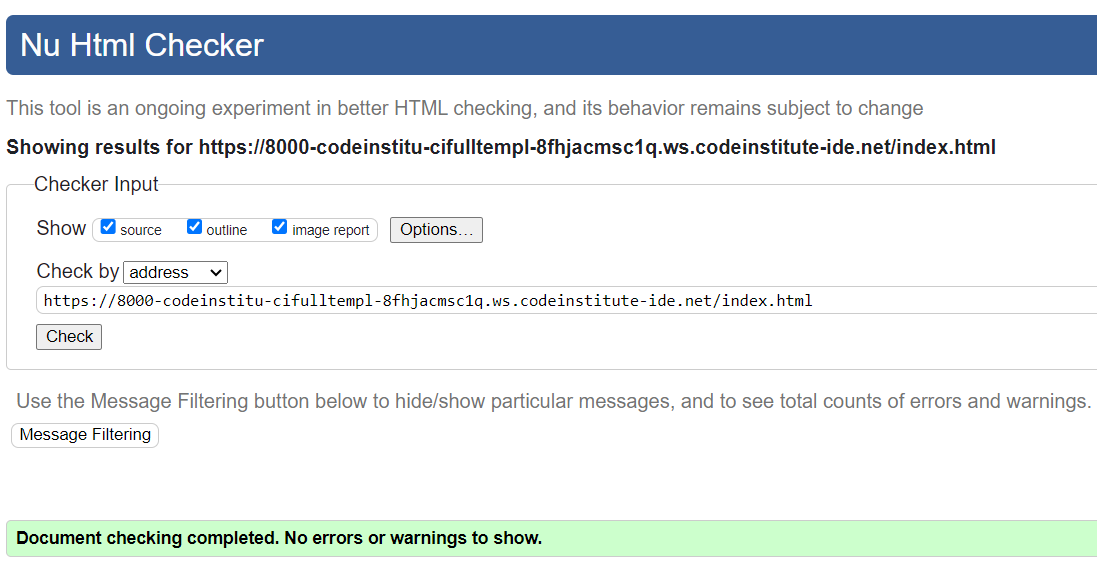 Nu Html Checker
This tool is an ongoing experiment in better HTML checking, and its behavior remains subject to change
Showing results for https://8000-codeinstitu-cifulltempl-8fhjacmsc1q.ws.codeinstitute-ide.net/index.html
Checker Input
Show source outline image report Options...
Check by address
https://8000-codeinstitu-cifulltempl-8fhjacmsc1q.ws.codeinstitute-ide.net/index.html
Check
Use the Message Filtering button below to hide/show particular messages, and to see total counts of errors and warnings.
Message Filtering
Document checking completed. No errors or warnings to show.